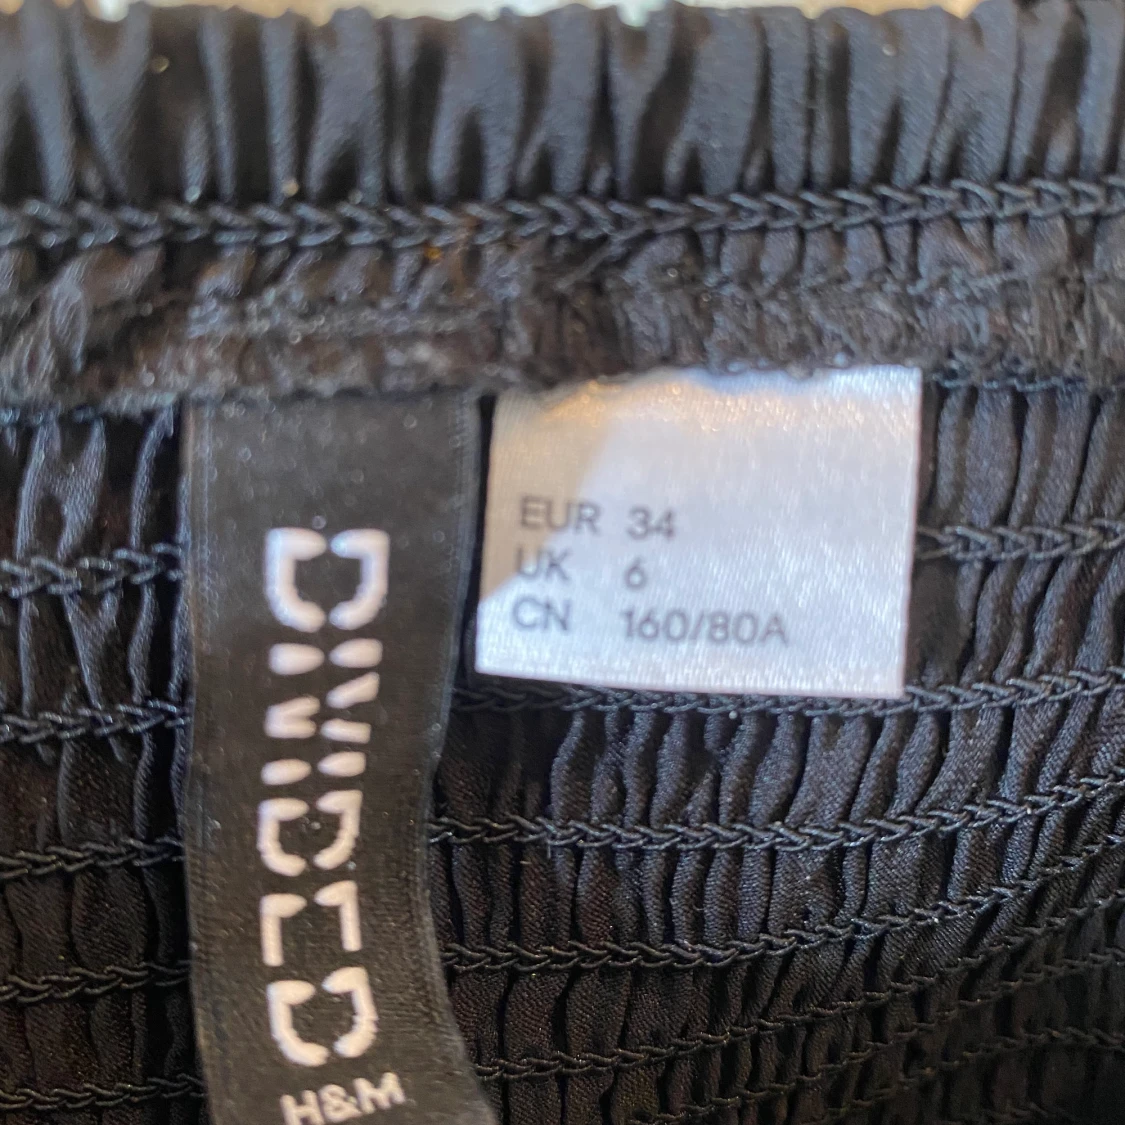 DIVIDED
H&M
EUR 34
UK 6
CN 160/80A